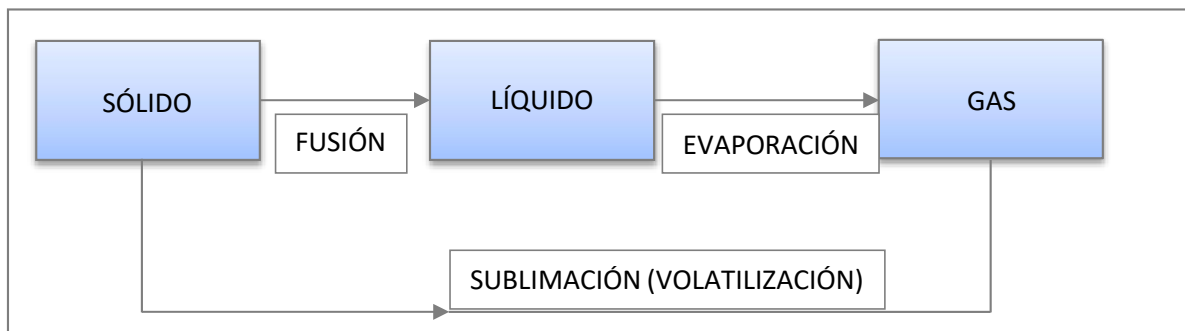 SÓLIDO
LÍQUIDO
GAS
FUSIÓN
EVAPORACIÓN
SUBLIMACIÓN (VOLATILIZACIÓN)